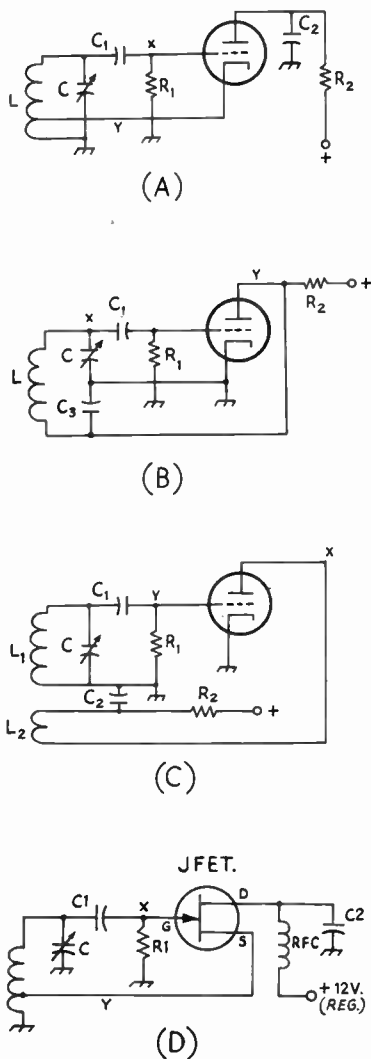 C1 X C2
L C R1 R2
Y
+
(A)
Y
+
X C1 R2
L C R1
C3
(B)
X
C1 Y
L1 C R1
C2 R2
+
L2
(C)
JFET.
C1 X D
G C2
C R1 S RFC
Y +12V.
(REG.)
(D)